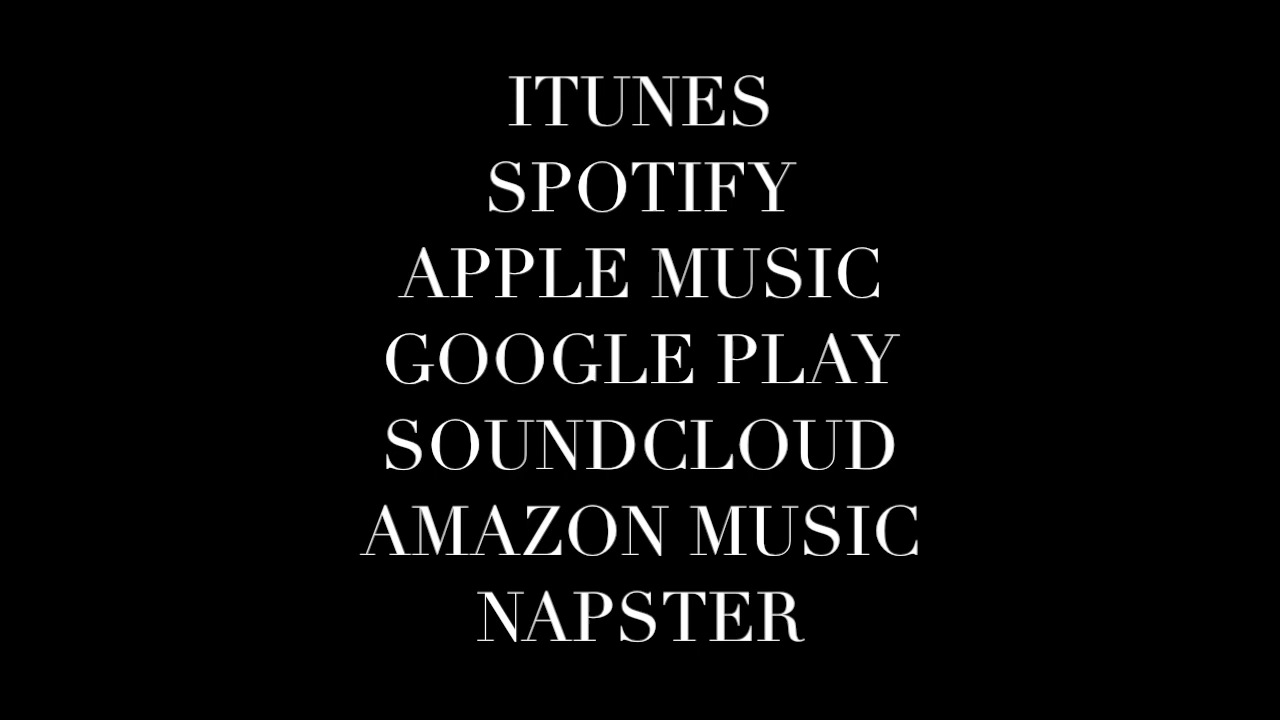 ITUNES
SPOTIFY
APPLE MUSIC
GOOGLE PLAY
SOUNDCLOUD
AMAZON MUSIC
NAPSTER